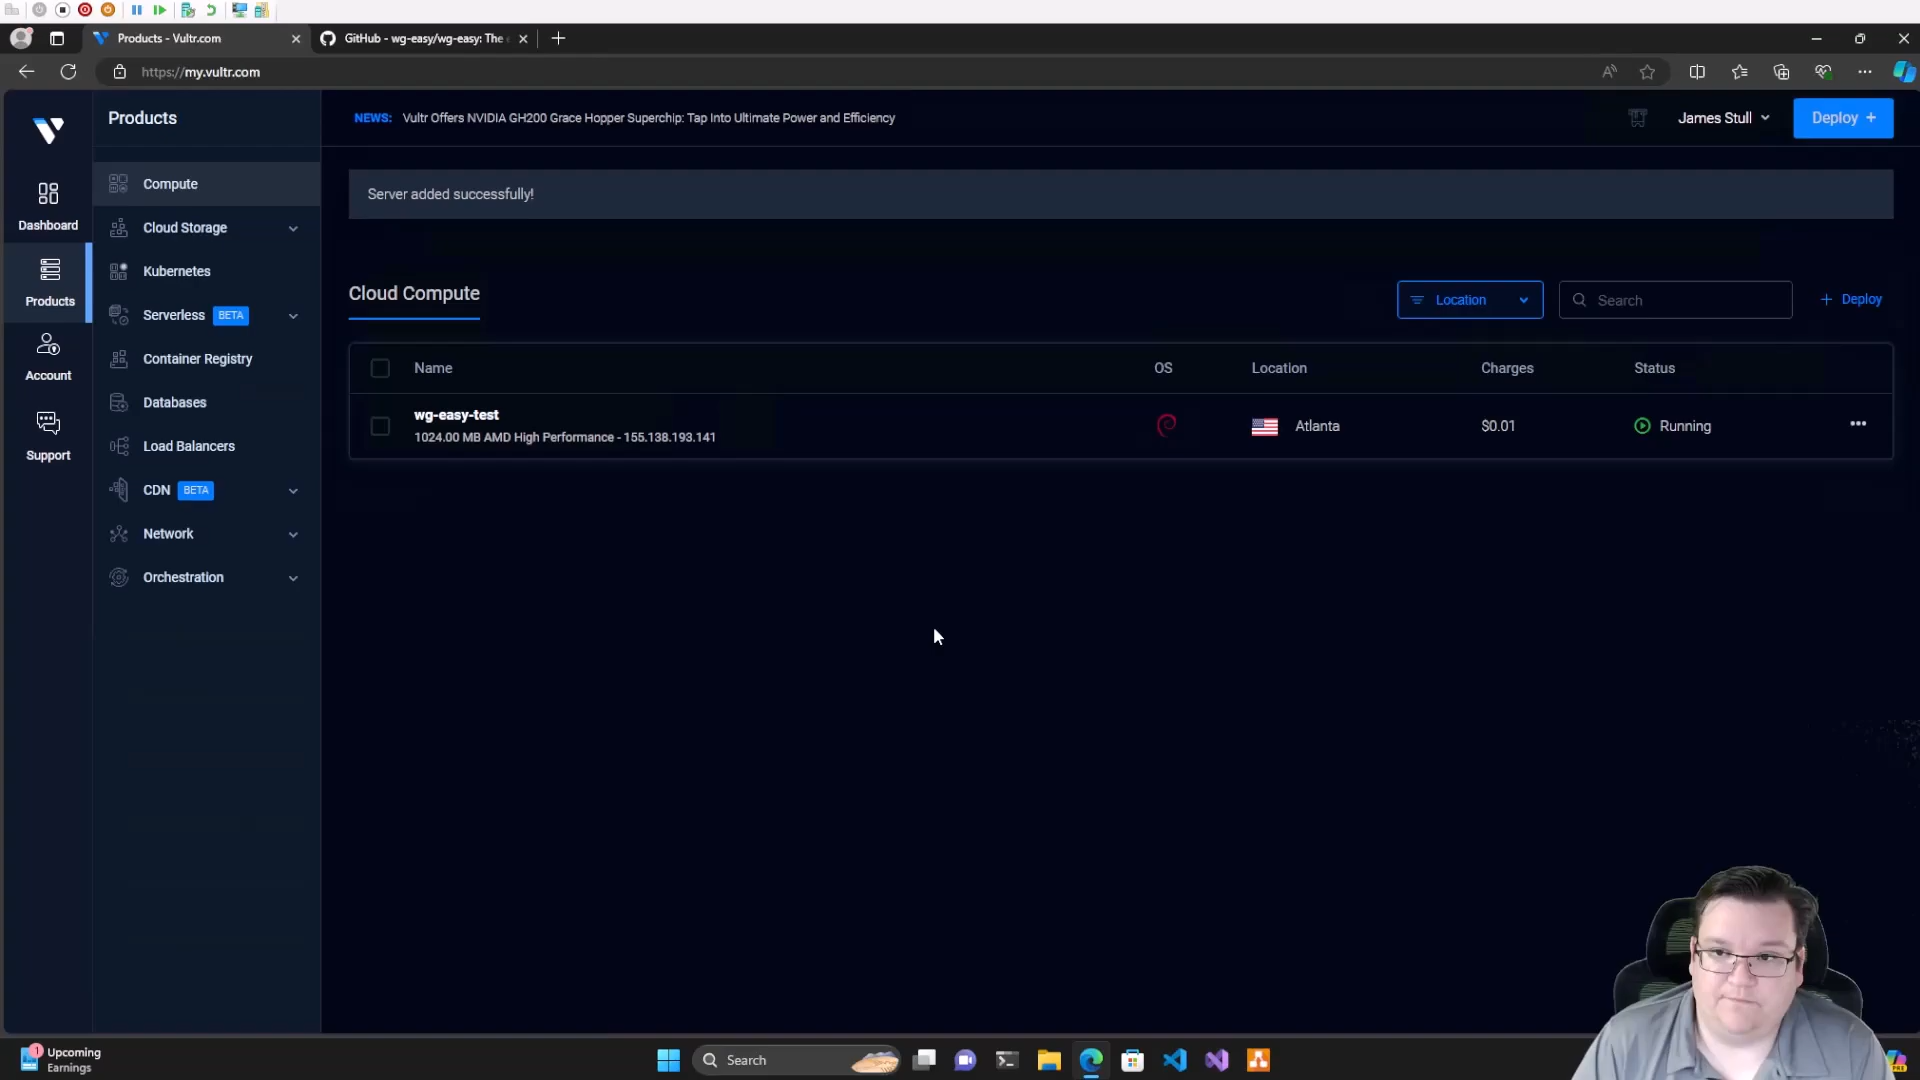 Products - Vultr.com
GitHub - wg-easy/wg-easy: The
https://my.vultr.com
Products
NEWS: Vultr Offers NVIDIA GH200 Grace Hopper Superchip: Tap Into Ultimate Power and Efficiency
James Stull
Deploy +
Dashboard
Products
Account
Support
Compute
Cloud Storage
Kubernetes
Serverless BETA
Container Registry
Databases
Load Balancers
CDN BETA
Network
Orchestration
Server added successfully!
Cloud Compute
Location
Search
+ Deploy
Name OS Location Charges Status
wg-easy-test
1024.00 MB AMD High Performance - 155.138.193.141
Atlanta $0.01 Running
1
Upcoming
Earnings
Search